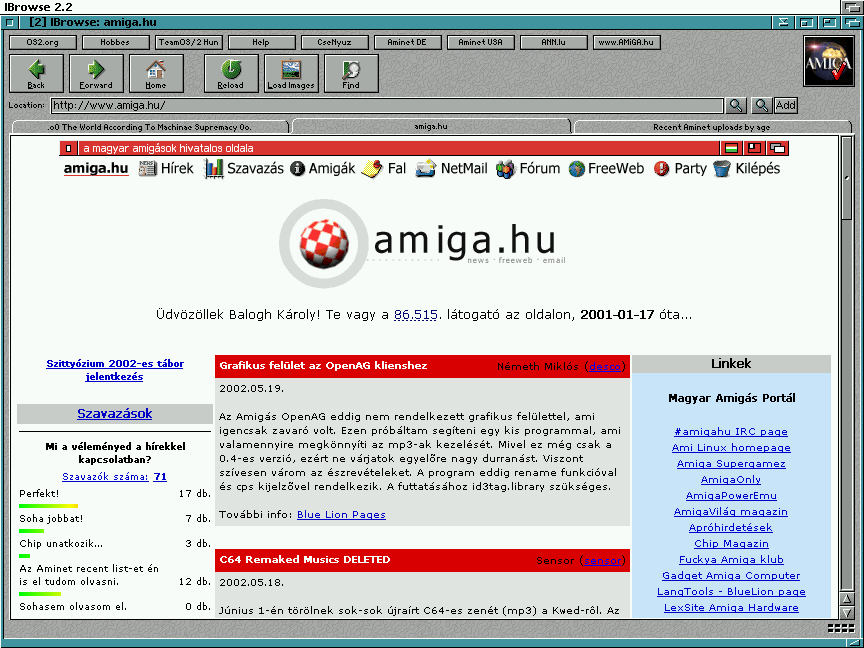 IBrowse 2.2
[2] IBrowse: amiga.hu
OS2.org Hobbes TeamOS/2 Hun Help CseNyuz Aminet DE Aminet USA ANN.lu www.AMiGA.hu
Back Forward Home Reload Load Images Find
AMIGA
Location: http://www.amiga.hu/ Add
.o0 The World According To Machinae Supremacy 0o. amiga.hu Recent Aminet uploads by age
a magyar amigások hivatalos oldala
amiga.hu Hírek Szavazás Amigák Fal NetMail Fórum FreeWeb Party Kilépés
amiga.hu
news · freeweb · email
Üdvözöllek Balogh Károly! Te vagy a 86.515. látogató az oldalon, 2001-01-17 óta...
Szittyózium 2002-es tábor
jelentkezés
Szavazások
Mi a véleményed a hírekkel
kapcsolatban?
Szavazók száma: 71
Perfekt! 17 db.
Soha jobbat! 7 db.
Chip unatkozik... 3 db.
Az Aminet recent list-et én
is el tudom olvasni. 12 db.
Sohasem olvasom el. 0 db.
Grafikus felület az OpenAG klienshez Németh Miklós (desco)
2002.05.19.
Az Amigás OpenAG eddig nem rendelkezett grafikus felülettel, ami
igencsak zavaró volt. Ezen próbáltam segíteni egy kis programmal, ami
valamennyire megkönnyíti az mp3-ak kezelését. Mivel ez még csak a
0.4-es verzió, ezért ne várjatok egyelőre nagy durranást. Viszont
szívesen várom az észrevételeket. A program eddig rename funkcióval
és cps kijelzővel rendelkezik. A futtatásához id3tag.library szükséges.
További info: Blue Lion Pages
C64 Remaked Musics DELETED Sensor (sensor)
2002.05.18.
Június 1-én törölnek sok-sok újraírt C64-es zenét (mp3) a Kwed-rôl. Az
Linkek
Magyar Amigás Portál
#amigahu IRC page
Ami Linux homepage
Amiga Supergamez
AmigaOnly
AmigaPowerEmu
AmigaVilág magazin
Apróhirdetések
Chip Magazin
Fuckya Amiga klub
Gadget Amiga Computer
LangTools - BlueLion page
LexSite Amiga Hardware